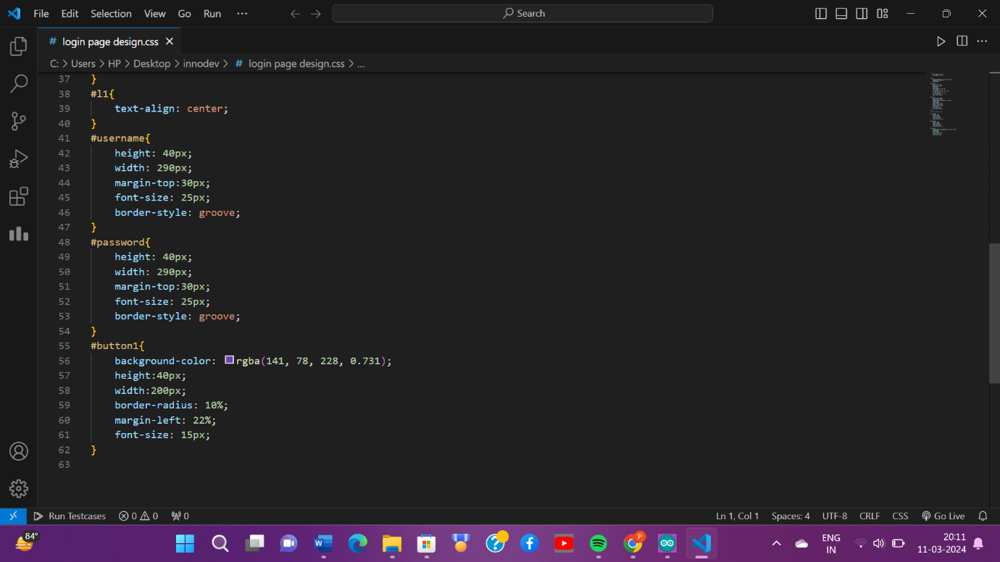 File Edit Selection View Go Run ··· Search
# login page design.css
C: > Users > HP > Desktop > innodev > # login page design.css > ...
37 }
38 #l1{
39 text-align: center;
40 }
41 #username{
42 height: 40px;
43 width: 290px;
44 margin-top:30px;
45 font-size: 25px;
46 border-style: groove;
47 }
48 #password{
49 height: 40px;
50 width: 290px;
51 margin-top:30px;
52 font-size: 25px;
53 border-style: groove;
54 }
55 #button1{
56 background-color: rgba(141, 78, 228, 0.731);
57 height:40px;
58 width:200px;
59 border-radius: 10%;
60 margin-left: 22%;
61 font-size: 15px;
62 }
63
Run Testcases 0 0 0 Ln 1, Col 1 Spaces: 4 UTF-8 CRLF CSS Go Live
84°
W
P
ENG
IN
20:11
11-03-2024